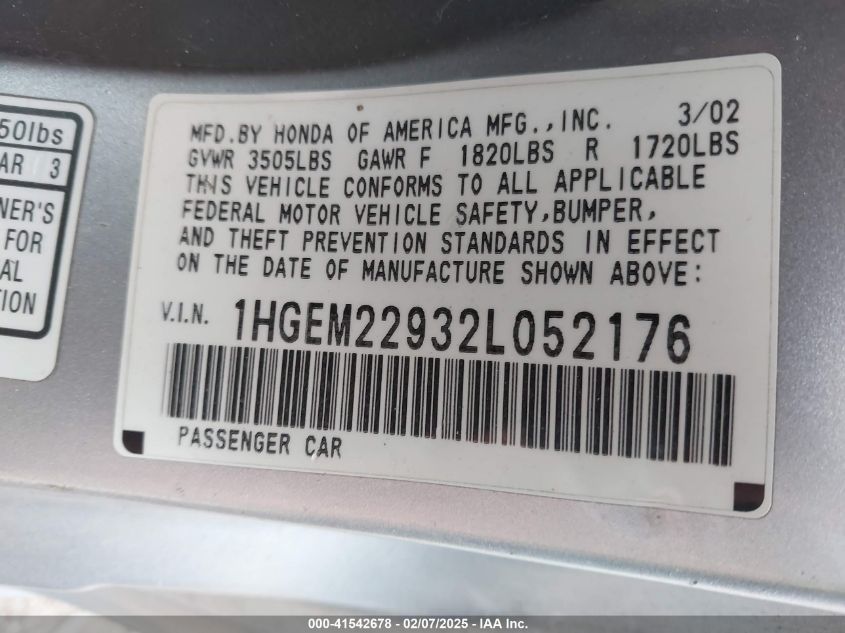 50lbs
AR 3
NER'S
FOR
AL
ION
MFD.BY HONDA OF AMERICA MFG.,INC. 3/02
GVWR 3505LBS GAWR F 1820LBS R 1720LBS
THIS VEHICLE CONFORMS TO ALL APPLICABLE
FEDERAL MOTOR VEHICLE SAFETY,BUMPER,
AND THEFT PREVENTION STANDARDS IN EFFECT
ON THE DATE OF MANUFACTURE SHOWN ABOVE:
V.I.N. 1HGEM22932L052176
PASSENGER CAR
000-41542678 - 02/07/2025 - IAA Inc.